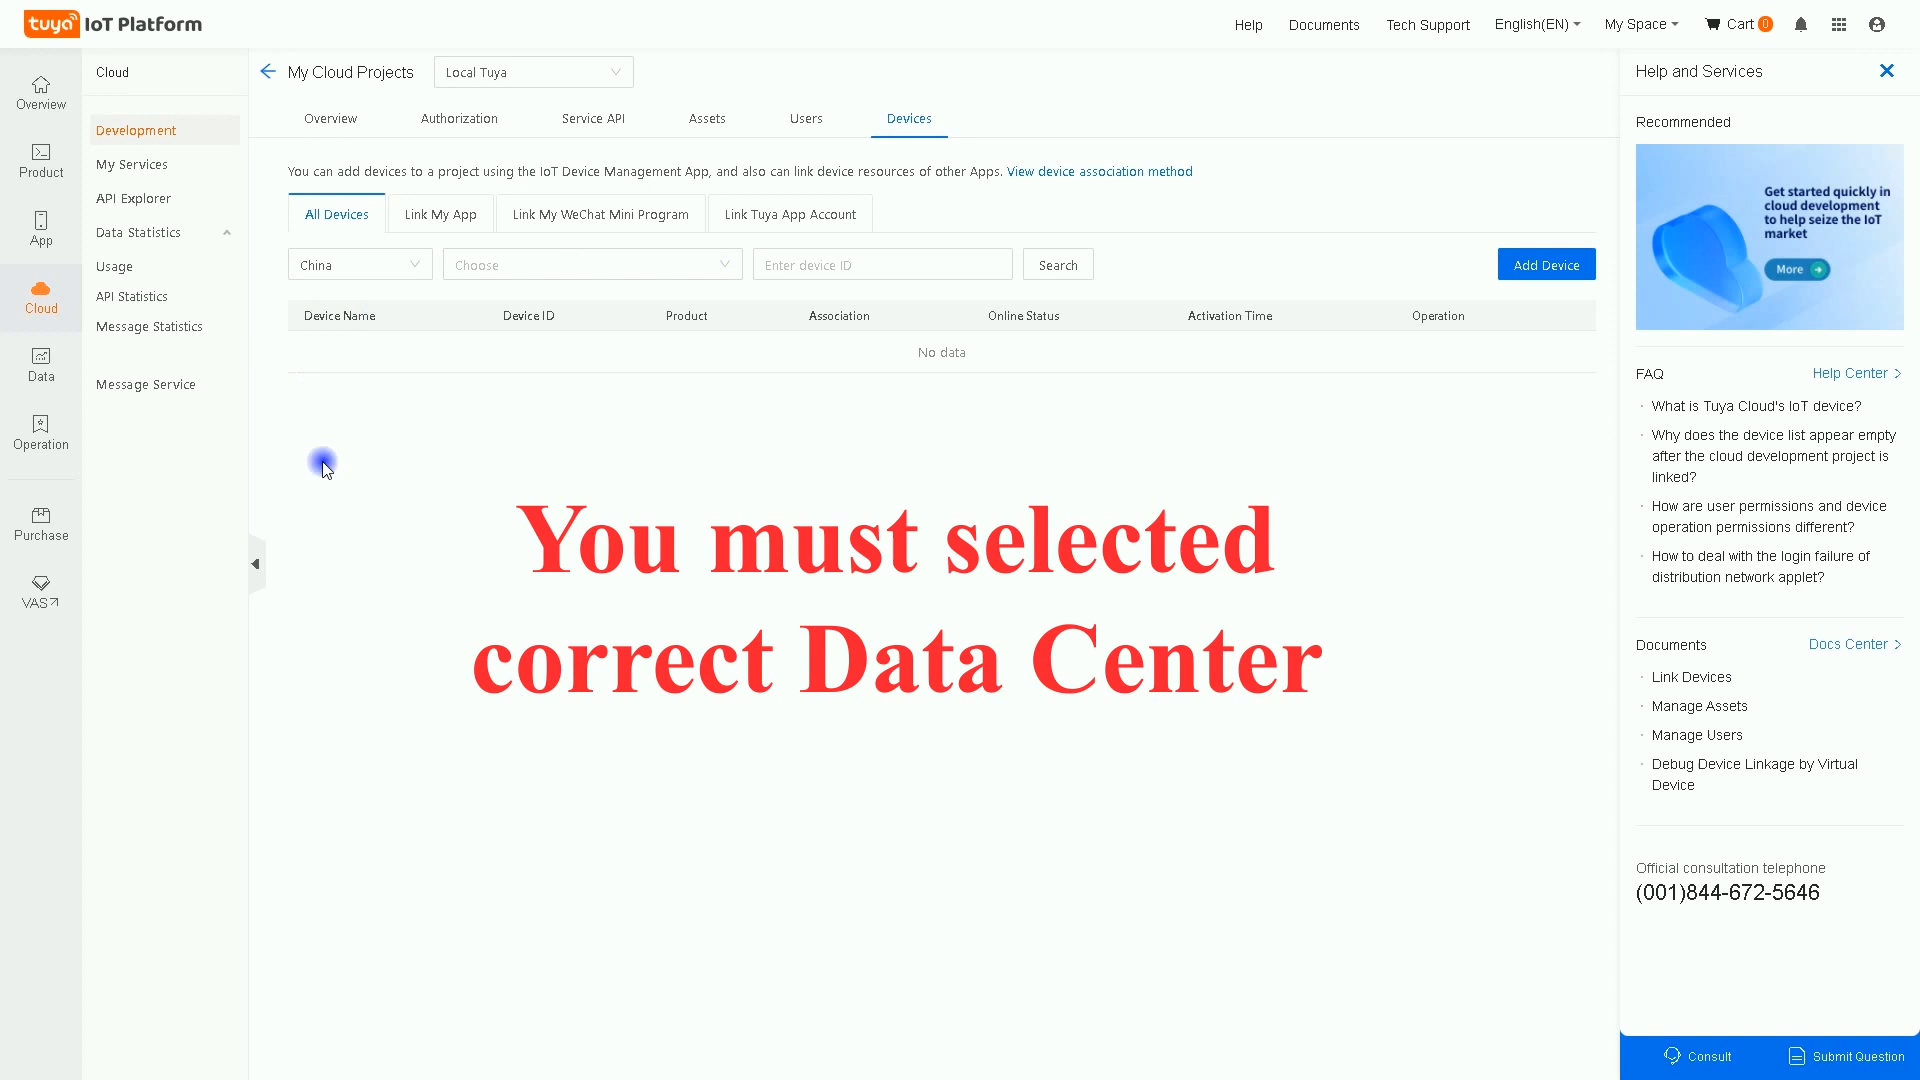 tuya IoT Platform
Help
Documents
Tech Support
English(EN)
My Space
Cart 0
Overview
Product
App
Cloud
Data
Operation
Purchase
VAS
Cloud
Development
My Services
API Explorer
Data Statistics
Usage
API Statistics
Message Statistics
Message Service
My Cloud Projects
Local Tuya
Overview
Authorization
Service API
Assets
Users
Devices
You can add devices to a project using the IoT Device Management App, and also can link device resources of other Apps. View device association method
All Devices
Link My App
Link My WeChat Mini Program
Link Tuya App Account
China
Choose
Enter device ID
Search
Add Device
Device Name
Device ID
Product
Association
Online Status
Activation Time
Operation
No data
You must selected
correct Data Center
Help and Services
Recommended
Get started quickly in
cloud development
to help seize the IoT
market
More
FAQ
Help Center
What is Tuya Cloud's IoT device?
Why does the device list appear empty
after the cloud development project is
linked?
How are user permissions and device
operation permissions different?
How to deal with the login failure of
distribution network applet?
Documents
Docs Center
Link Devices
Manage Assets
Manage Users
Debug Device Linkage by Virtual
Device
Official consultation telephone
(001)844-672-5646
Consult
Submit Question